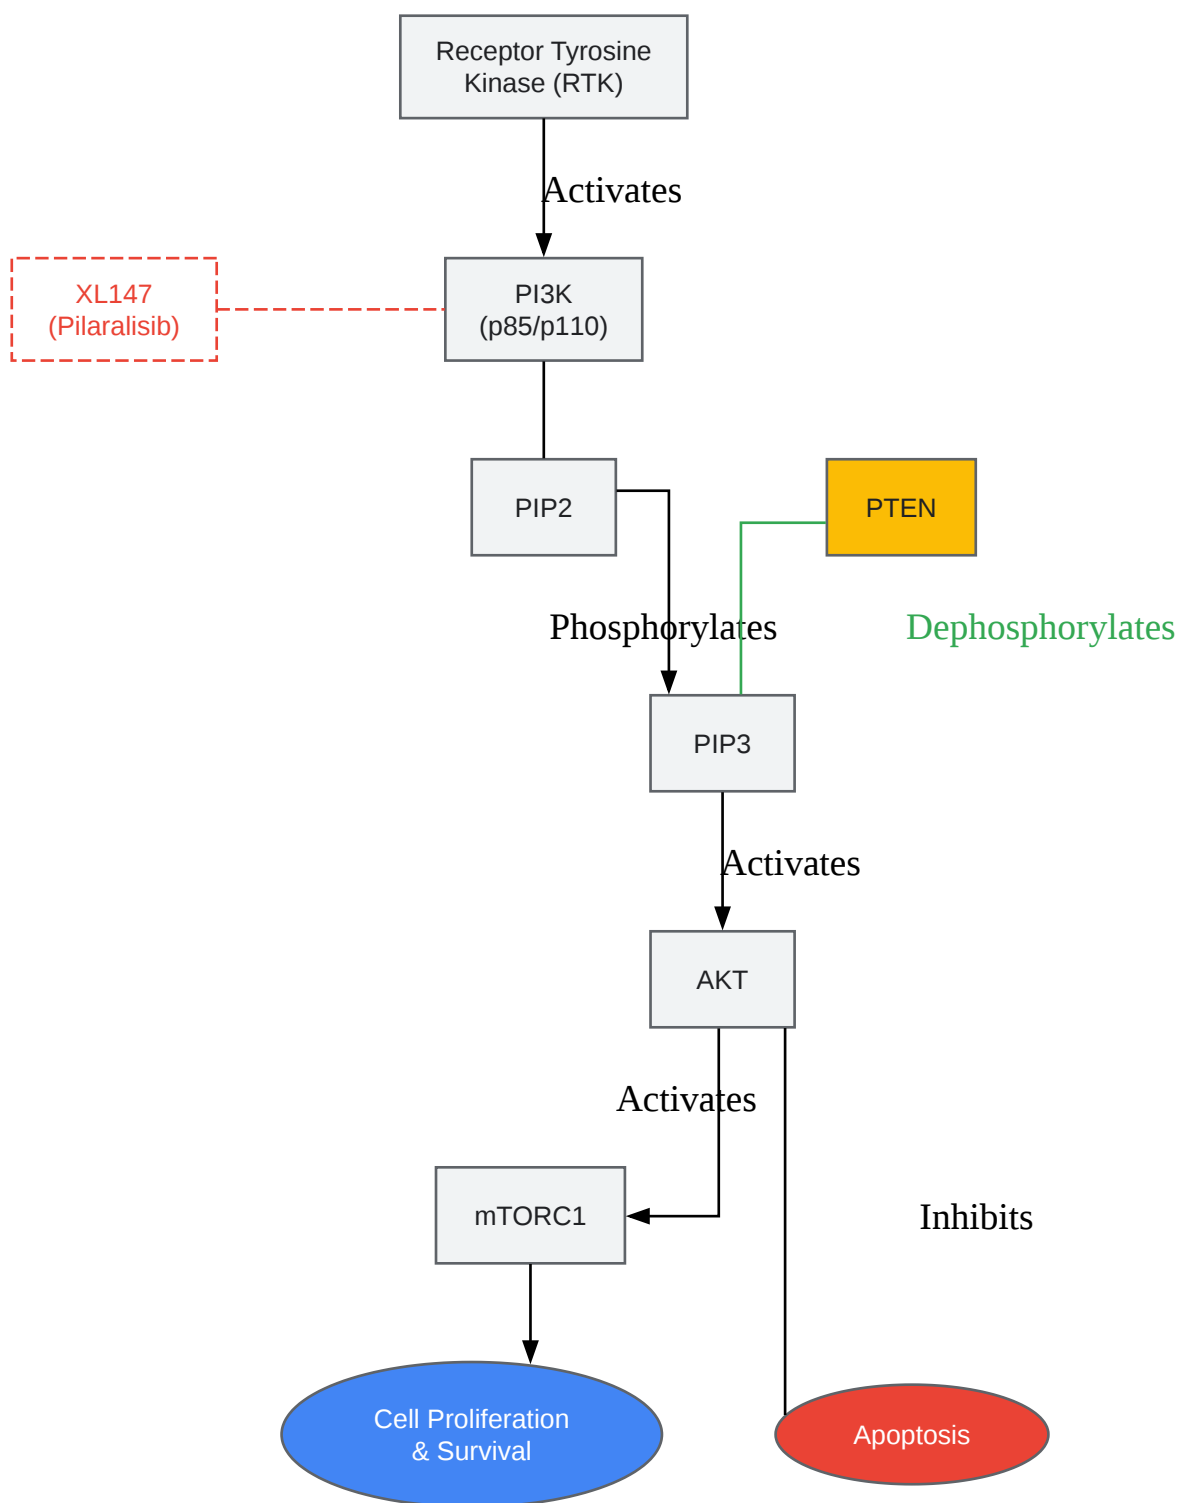 Receptor Tyrosine
Kinase (RTK)
Activates
XL147
(Pilaralisib)
PI3K
(p85/p110)
PIP2
PTEN
Phosphorylates
Dephosphorylates
PIP3
Activates
AKT
Activates
mTORC1
Inhibits
Cell Proliferation
& Survival
Apoptosis